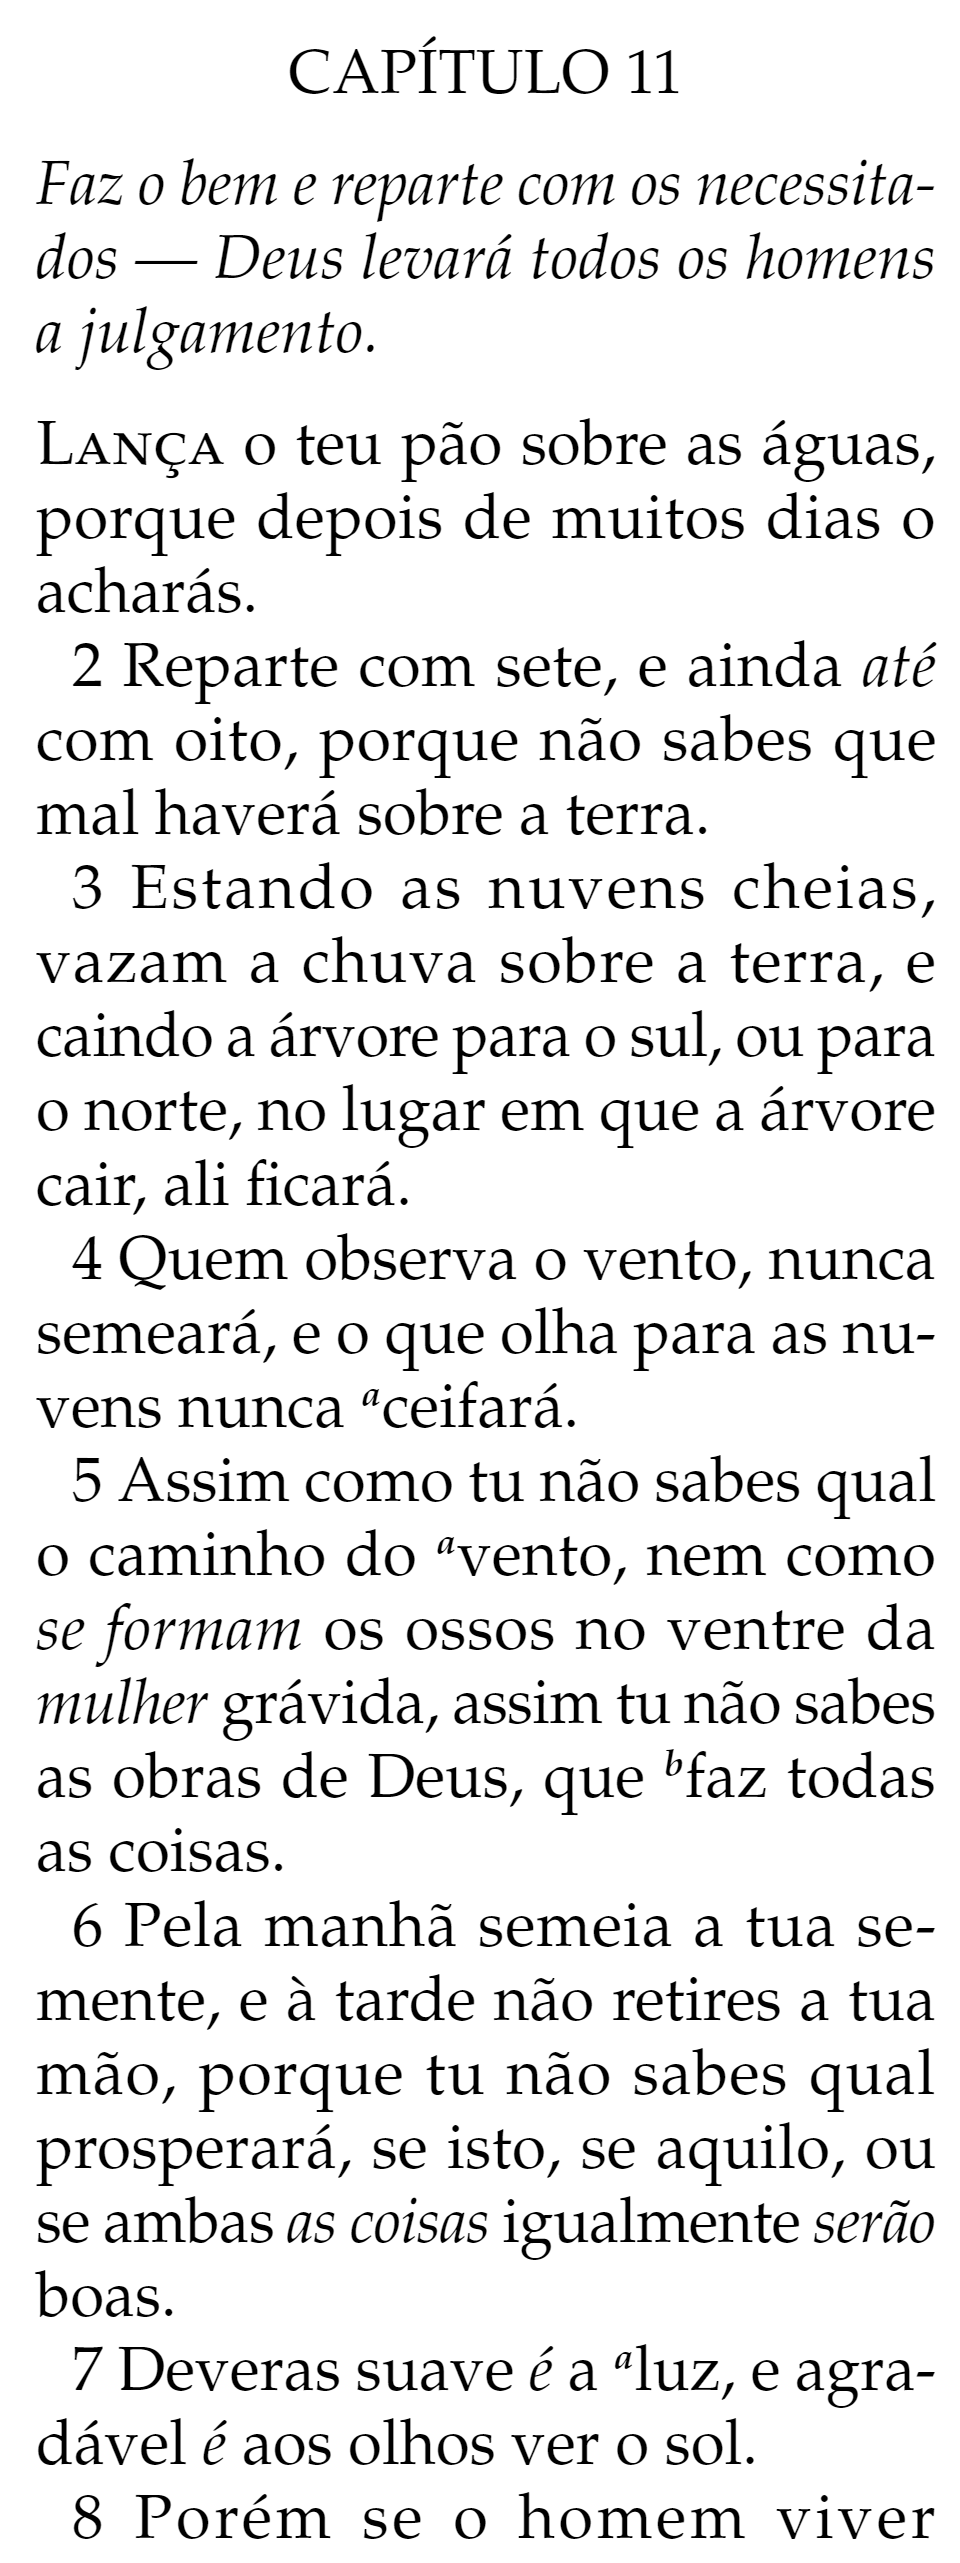 CAPÍTULO 11
Faz o bem e reparte com os necessita-
dos — Deus levará todos os homens
a julgamento.
Lança o teu pão sobre as águas,
porque depois de muitos dias o
acharás.
2 Reparte com sete, e ainda até
com oito, porque não sabes que
mal haverá sobre a terra.
3 Estando as nuvens cheias,
vazam a chuva sobre a terra, e
caindo a árvore para o sul, ou para
o norte, no lugar em que a árvore
cair, ali ficará.
4 Quem observa o vento, nunca
semeará, e o que olha para as nu-
vens nunca aceifará.
5 Assim como tu não sabes qual
o caminho do avento, nem como
se formam os ossos no ventre da
mulher grávida, assim tu não sabes
as obras de Deus, que bfaz todas
as coisas.
6 Pela manhã semeia a tua se-
mente, e à tarde não retires a tua
mão, porque tu não sabes qual
prosperará, se isto, se aquilo, ou
se ambas as coisas igualmente serão
boas.
7 Deveras suave é a aluz, e agra-
dável é aos olhos ver o sol.
8 Porém se o homem viver